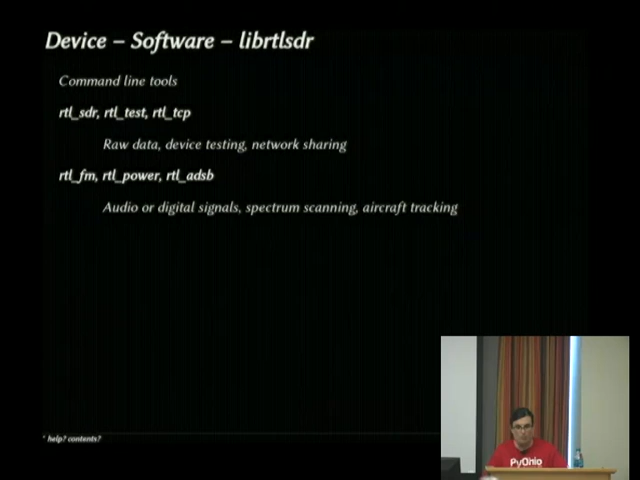 Device – Software – librtlsdr
Command line tools
rtl_sdr, rtl_test, rtl_tcp
Raw data, device testing, network sharing
rtl_fm, rtl_power, rtl_adsb
Audio or digital signals, spectrum scanning, aircraft tracking
* help? contents?
PyOhio